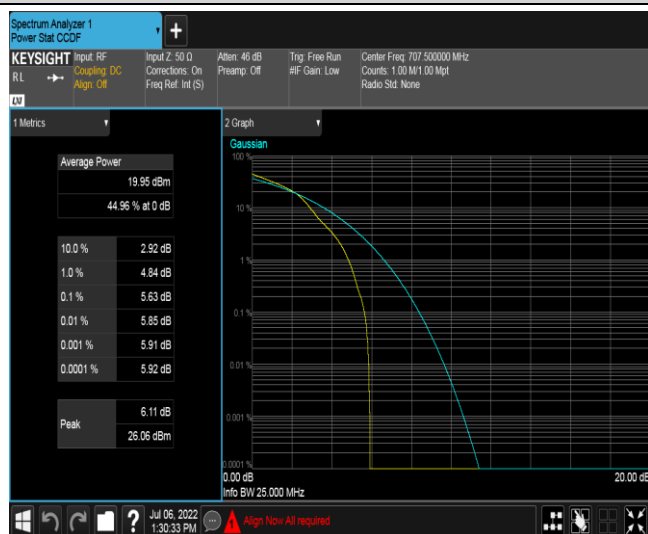 Spectrum Analyzer 1
Power Stat CCDF
+
KEYSIGHT
RL
LXI
Input: RF
Coupling: DC
Align: Off
Input Z: 50 Ω
Corrections: On
Freq Ref: Int (S)
Atten: 46 dB
Preamp: Off
Trig: Free Run
#IF Gain: Low
Center Freq: 707.500000 MHz
Counts: 1.00 M/1.00 Mpt
Radio Std: None
1 Metrics
Average Power
19.95 dBm
44.96 % at 0 dB
10.0 % 2.92 dB
1.0 % 4.84 dB
0.1 % 5.63 dB
0.01 % 5.85 dB
0.001 % 5.91 dB
0.0001 % 5.92 dB
Peak
6.11 dB
26.06 dBm
2 Graph
Gaussian
100 %
10 %
1 %
0.1 %
0.01 %
0.001 %
0.0001 %
0.00 dB 20.00 dB
Info BW 25.000 MHz
?
Jul 06, 2022
1:30:33 PM
Align Now All required